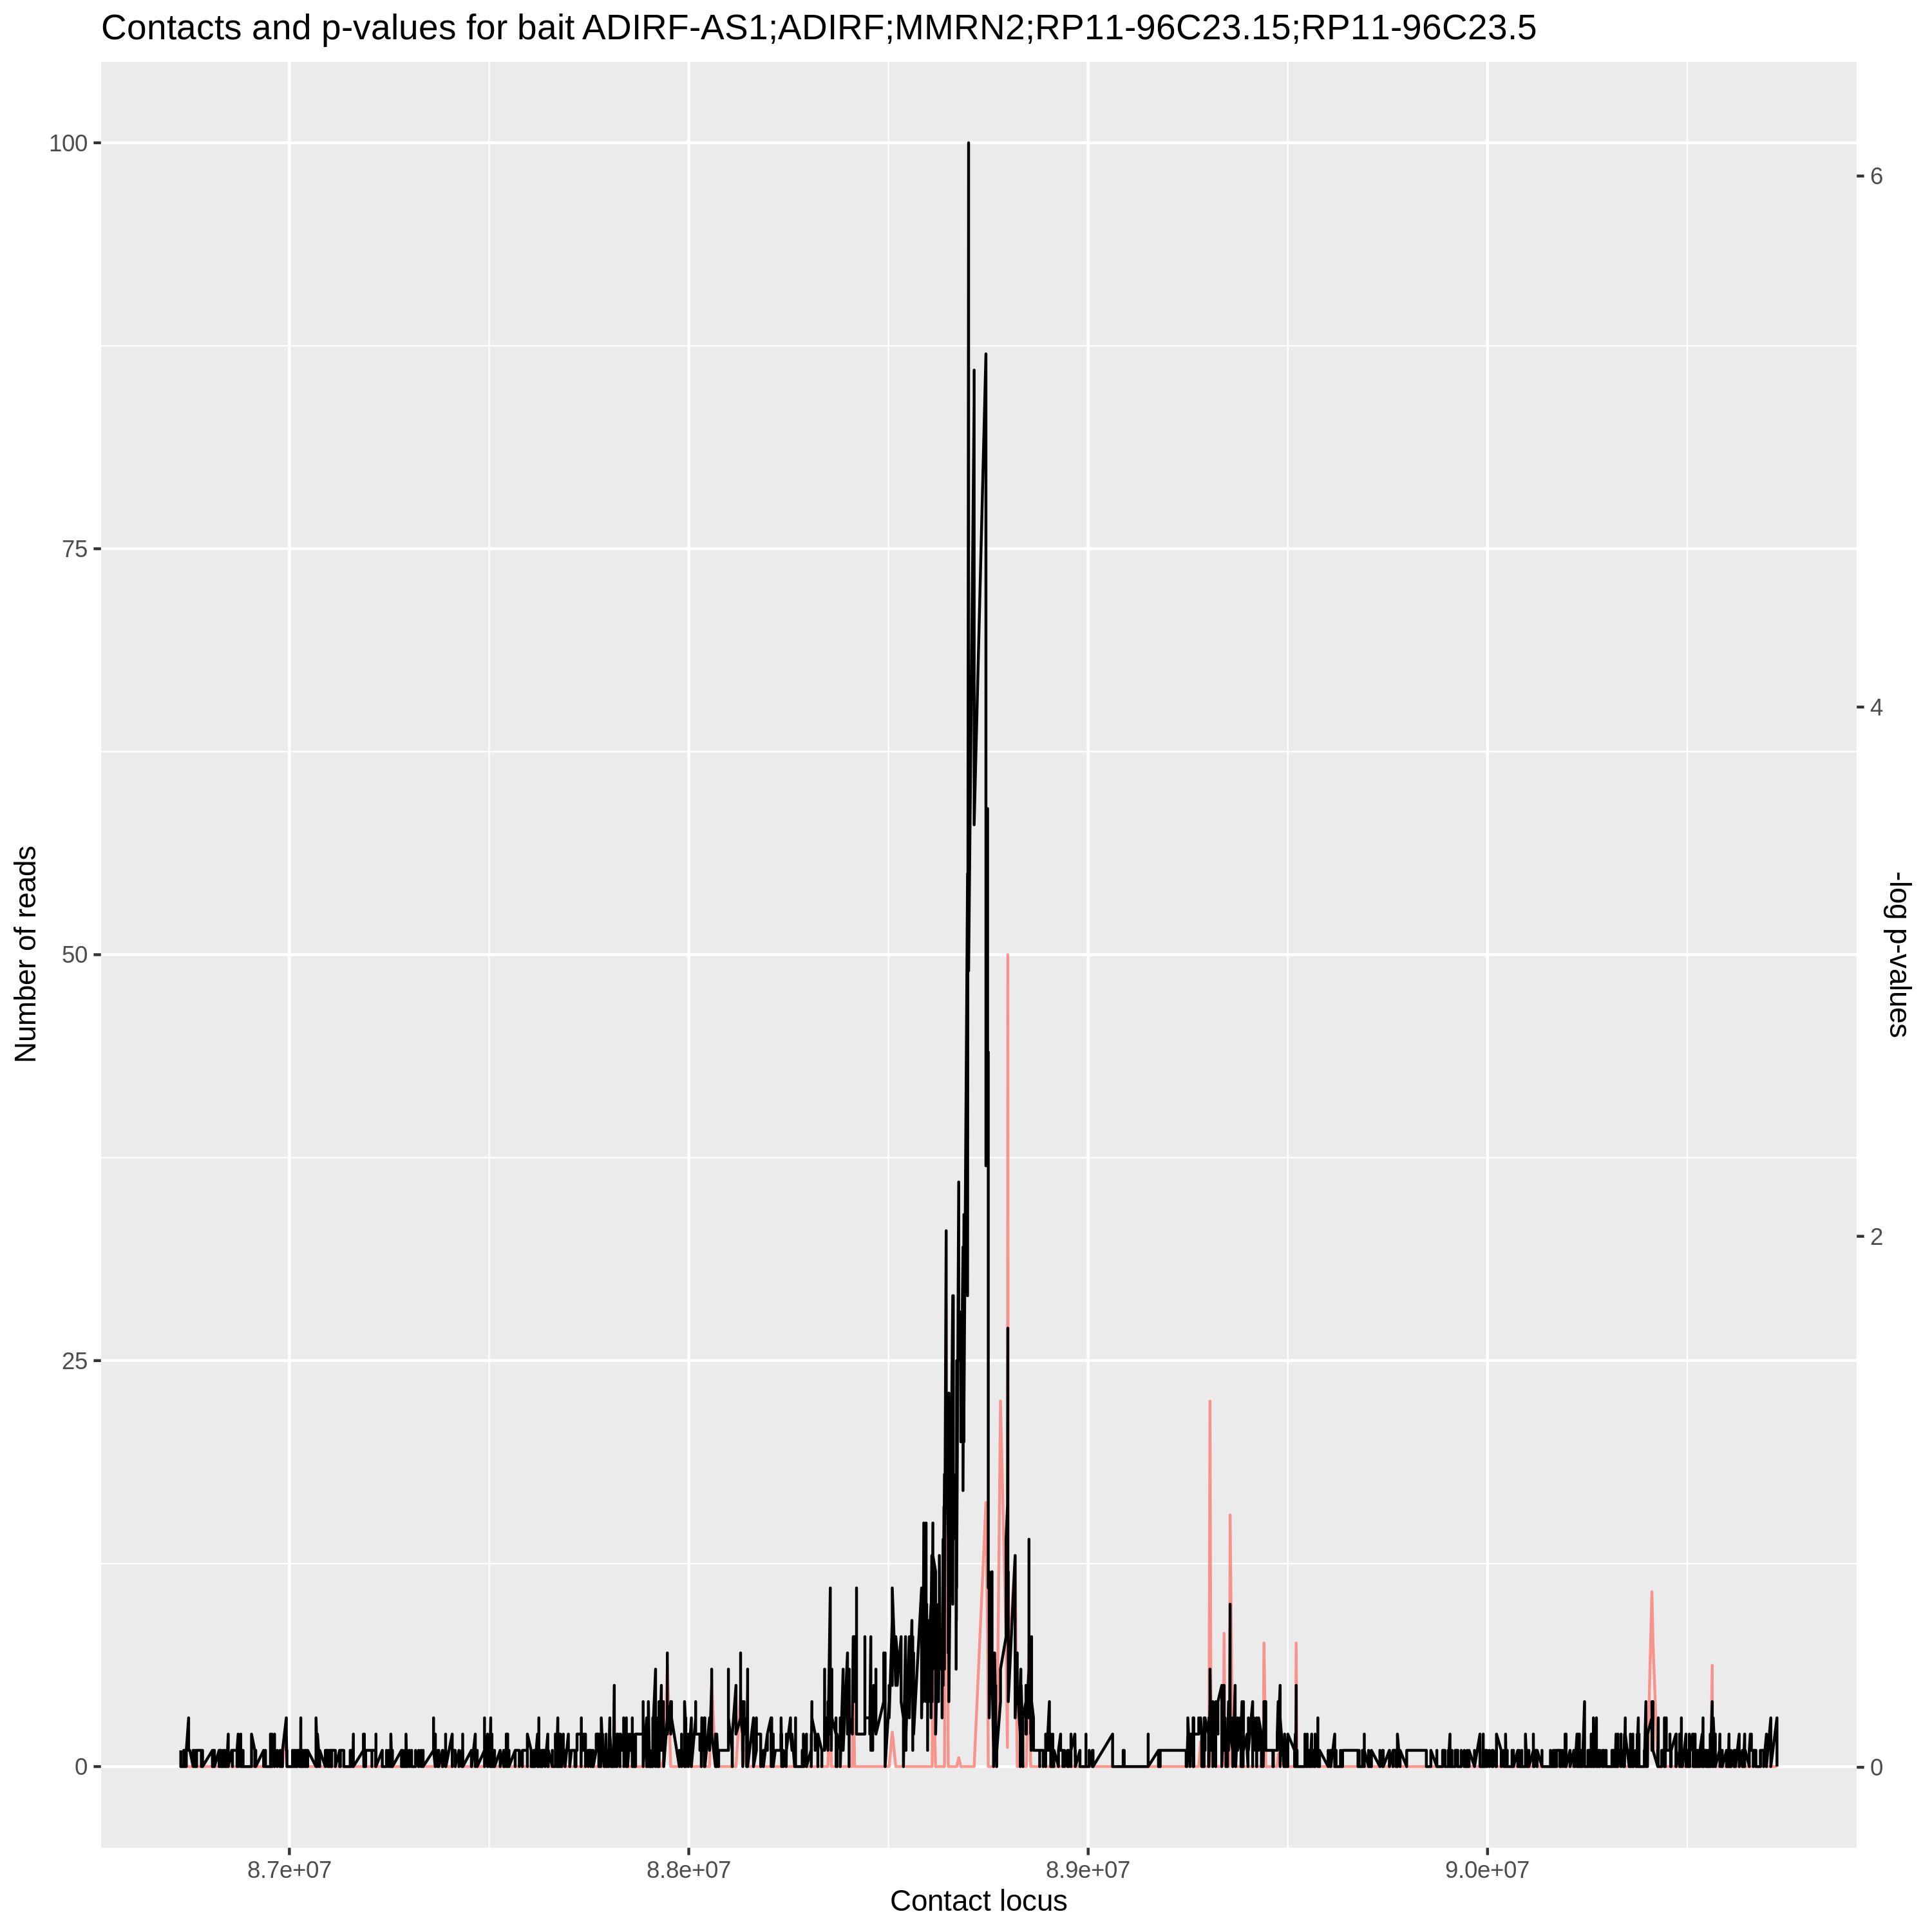 Contacts and p-values for bait ADIRF-AS1;ADIRF;MMRN2;RP11-96C23.15;RP11-96C23.5
100
75
50
25
0
Number of reads
6
4
2
0
-log p-values
8.7e+07
8.8e+07
8.9e+07
9.0e+07
Contact locus